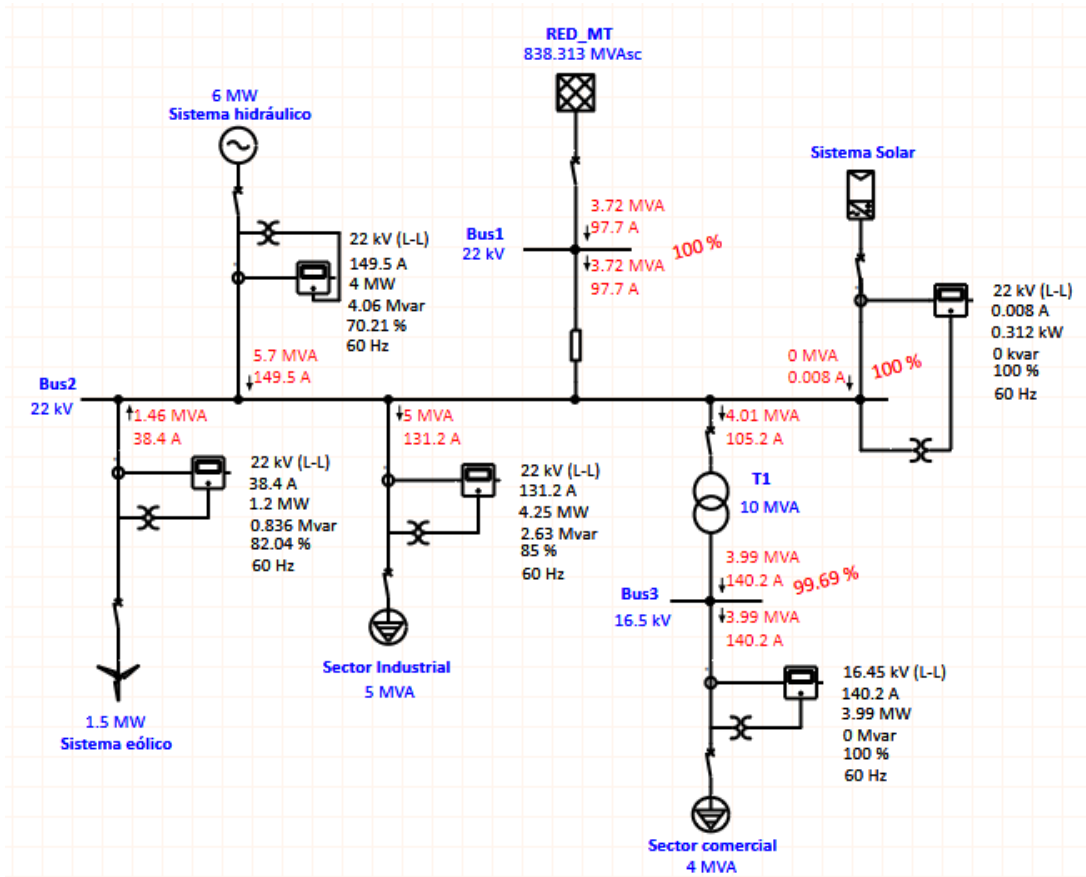 RED_MT
838.313 MVAsc
6 MW
Sistema hidráulico
Sistema Solar
3.72 MVA
97.7 A
Bus1
22 kV
100 %
3.72 MVA
97.7 A
22 kV (L-L)
149.5 A
4 MW
4.06 Mvar
70.21 %
60 Hz
22 kV (L-L)
0.008 A
0.312 kW
0 kvar
100 %
60 Hz
5.7 MVA
149.5 A
0 MVA
0.008 A
100 %
Bus2
22 kV
1.46 MVA
38.4 A
5 MVA
131.2 A
4.01 MVA
105.2 A
22 kV (L-L)
38.4 A
1.2 MW
0.836 Mvar
82.04 %
60 Hz
22 kV (L-L)
131.2 A
4.25 MW
2.63 Mvar
85 %
60 Hz
T1
10 MVA
3.99 MVA
140.2 A
99.69 %
Bus3
16.5 kV
3.99 MVA
140.2 A
Sector Industrial
5 MVA
16.45 kV (L-L)
140.2 A
3.99 MW
0 Mvar
100 %
60 Hz
1.5 MW
Sistema eólico
Sector comercial
4 MVA